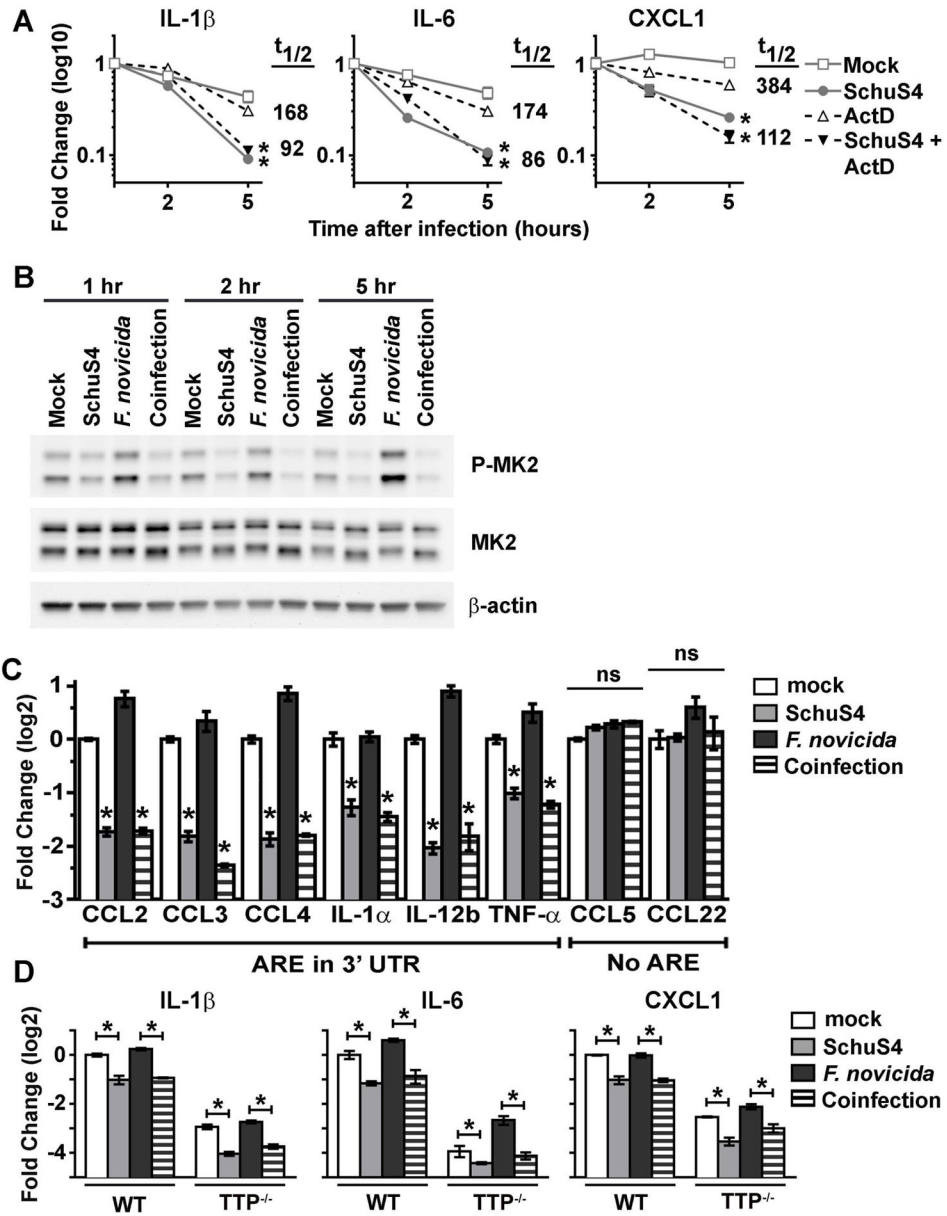 A
IL-1β
IL-6
CXCL1
Fold Change (log10)
1
0.1
2
5
t1/2
168
92
*
*
1
0.1
2
5
t1/2
174
86
*
*
1
0.1
2
5
t1/2
384
112
*
*
Mock
SchuS4
ActD
SchuS4 +
ActD
Time after infection (hours)
B
1 hr
2 hr
5 hr
Mock
SchuS4
F. novicida
Coinfection
Mock
SchuS4
F. novicida
Coinfection
Mock
SchuS4
F. novicida
Coinfection
P-MK2
MK2
β-actin
C
Fold Change (log2)
1
0
-1
-2
-3
* * * * * * * * * * * *
ns
ns
mock
SchuS4
F. novicida
Coinfection
CCL2 CCL3 CCL4 IL-1α IL-12b TNF-α CCL5 CCL22
ARE in 3' UTR
No ARE
D
IL-1β
IL-6
CXCL1
Fold Change (log2)
0
-2
-4
* * * *
* * * *
* * * *
WT TTP-/-
WT TTP-/-
WT TTP-/-
mock
SchuS4
F. novicida
Coinfection